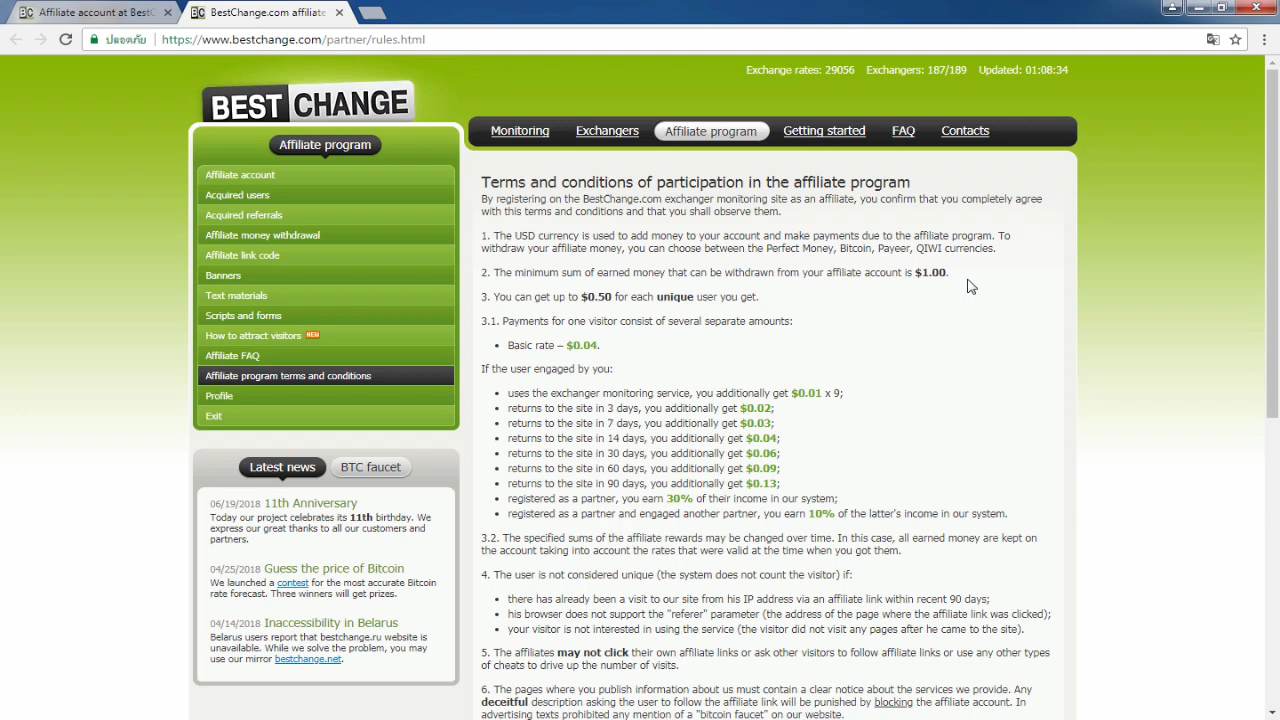 Affiliate account at BestC
BestChange.com affiliate
ปลอดภัย
https://www.bestchange.com/partner/rules.html
Exchange rates: 29056 Exchangers: 187/189 Updated: 01:08:34
BESTCHANGE
Monitoring Exchangers Affiliate program Getting started FAQ Contacts
Affiliate program
Affiliate account
Acquired users
Acquired referrals
Affiliate money withdrawal
Affiliate link code
Banners
Text materials
Scripts and forms
How to attract visitors NEW
Affiliate FAQ
Affiliate program terms and conditions
Profile
Exit
Latest news BTC faucet
06/19/2018 11th Anniversary
Today our project celebrates its 11th birthday. We
express our great thanks to all our customers and
partners.
04/25/2018 Guess the price of Bitcoin
We launched a contest for the most accurate Bitcoin
rate forecast. Three winners will get prizes.
04/14/2018 Inaccessibility in Belarus
Belarus users report that bestchange.ru website is
unavailable. While we solve the problem, you may
use our mirror bestchange.net.
Terms and conditions of participation in the affiliate program
By registering on the BestChange.com exchanger monitoring site as an affiliate, you confirm that you completely agree
with this terms and conditions and that you shall observe them.
1. The USD currency is used to add money to your account and make payments due to the affiliate program. To
withdraw your affiliate money, you can choose between the Perfect Money, Bitcoin, Payeer, QIWI currencies.
2. The minimum sum of earned money that can be withdrawn from your affiliate account is $1.00.
3. You can get up to $0.50 for each unique user you get.
3.1. Payments for one visitor consist of several separate amounts:
• Basic rate – $0.04.
If the user engaged by you:
• uses the exchanger monitoring service, you additionally get $0.01 x 9;
• returns to the site in 3 days, you additionally get $0.02;
• returns to the site in 7 days, you additionally get $0.03;
• returns to the site in 14 days, you additionally get $0.04;
• returns to the site in 30 days, you additionally get $0.06;
• returns to the site in 60 days, you additionally get $0.09;
• returns to the site in 90 days, you additionally get $0.13;
• registered as a partner, you earn 30% of their income in our system;
• registered as a partner and engaged another partner, you earn 10% of the latter's income in our system.
3.2. The specified sums of the affiliate rewards may be changed over time. In this case, all earned money are kept on
the account taking into account the rates that were valid at the time when you got them.
4. The user is not considered unique (the system does not count the visitor) if:
• there has already been a visit to our site from his IP address via an affiliate link within recent 90 days;
• his browser does not support the "referer" parameter (the address of the page where the affiliate link was clicked);
• your visitor is not interested in using the service (the visitor did not visit any pages after he came to the site).
5. The affiliates may not click their own affiliate links or ask other visitors to follow affiliate links or use any other types
of cheats to drive up the number of visits.
6. The pages where you publish information about us must contain a clear notice about the services we provide. Any
deceitful description asking the user to follow the affiliate link will be punished by blocking the affiliate account. In
advertising texts prohibited any mention of a "bitcoin faucet" on our website.